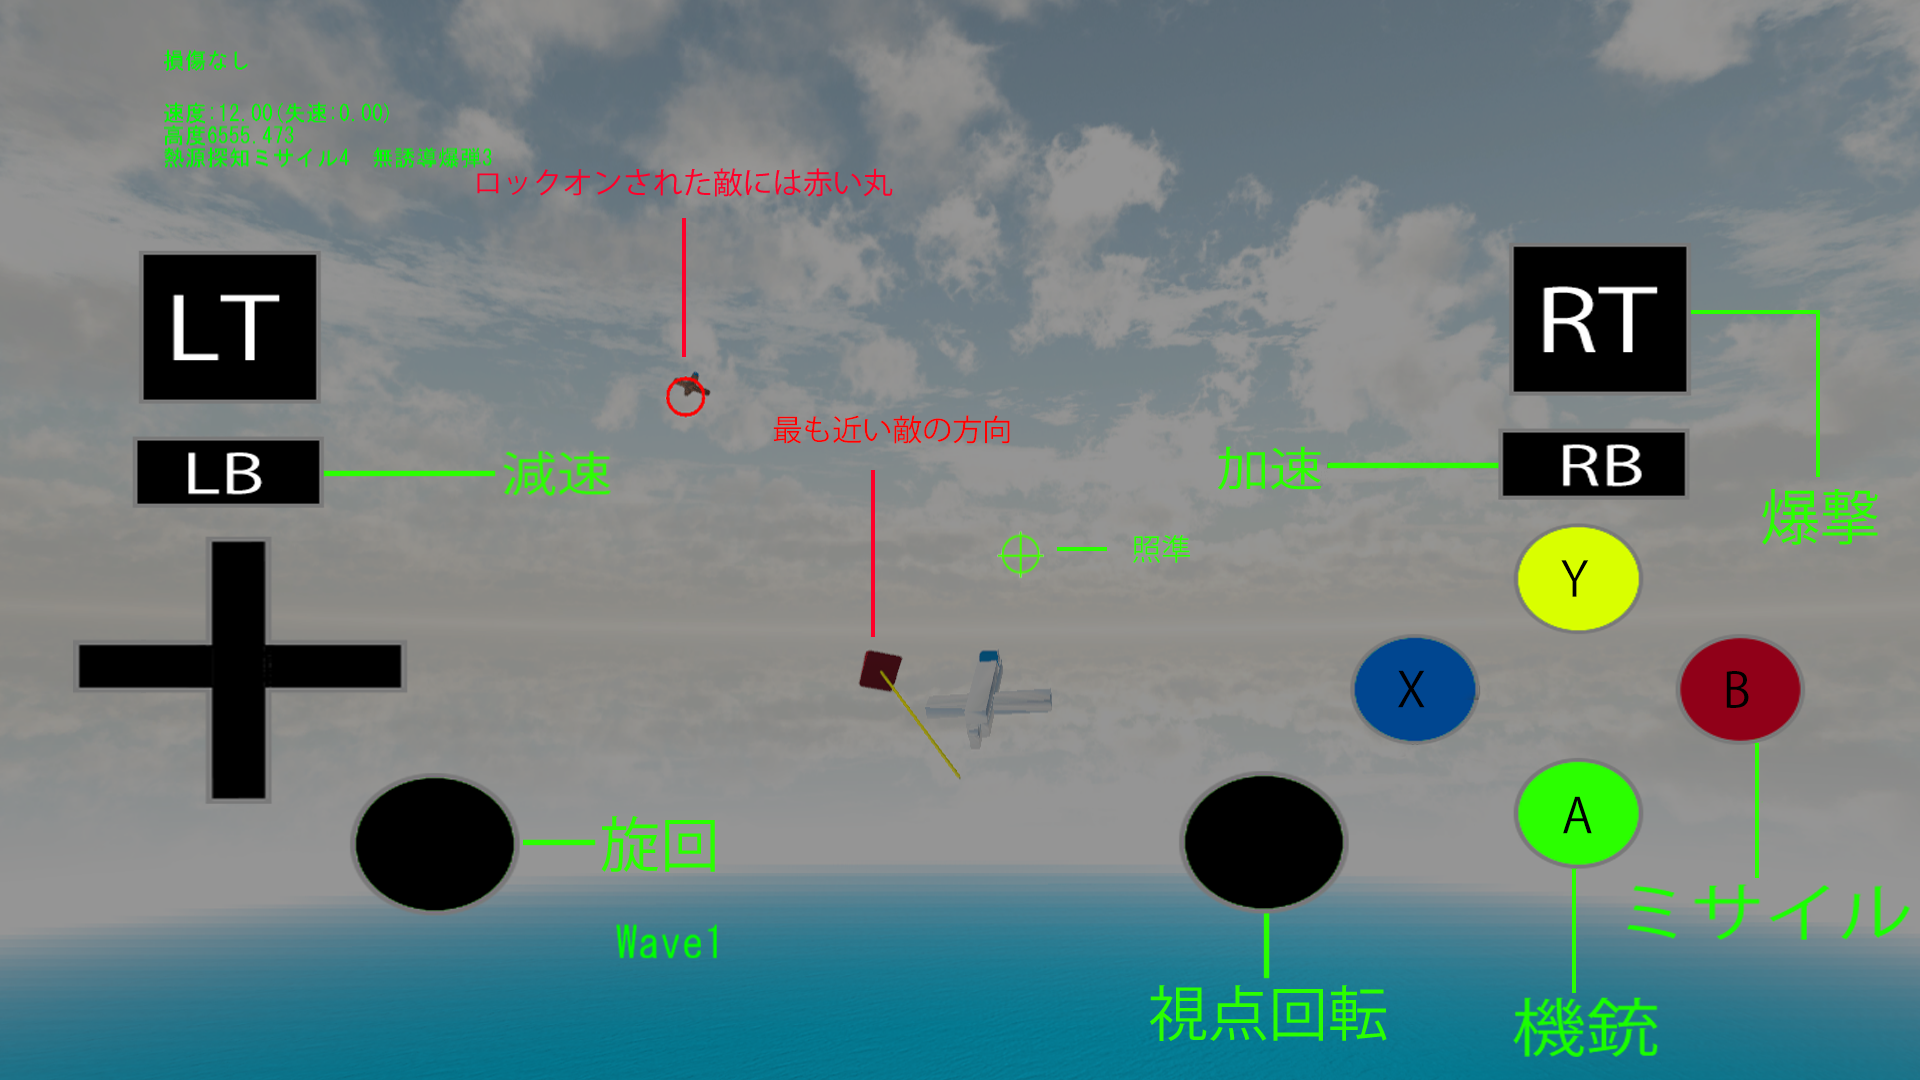 損傷なし
速度:12.00(失速:0.00)
高度6565.473
熱源探知ミサイル4　無誘導爆弾3
ロックオンされた敵には赤い丸
LT
RT
最も近い敵の方向
LB
減速
加速
RB
爆撃
照準
Y
X
B
A
旋回
ミサイル
Wave1
視点回転
機銃